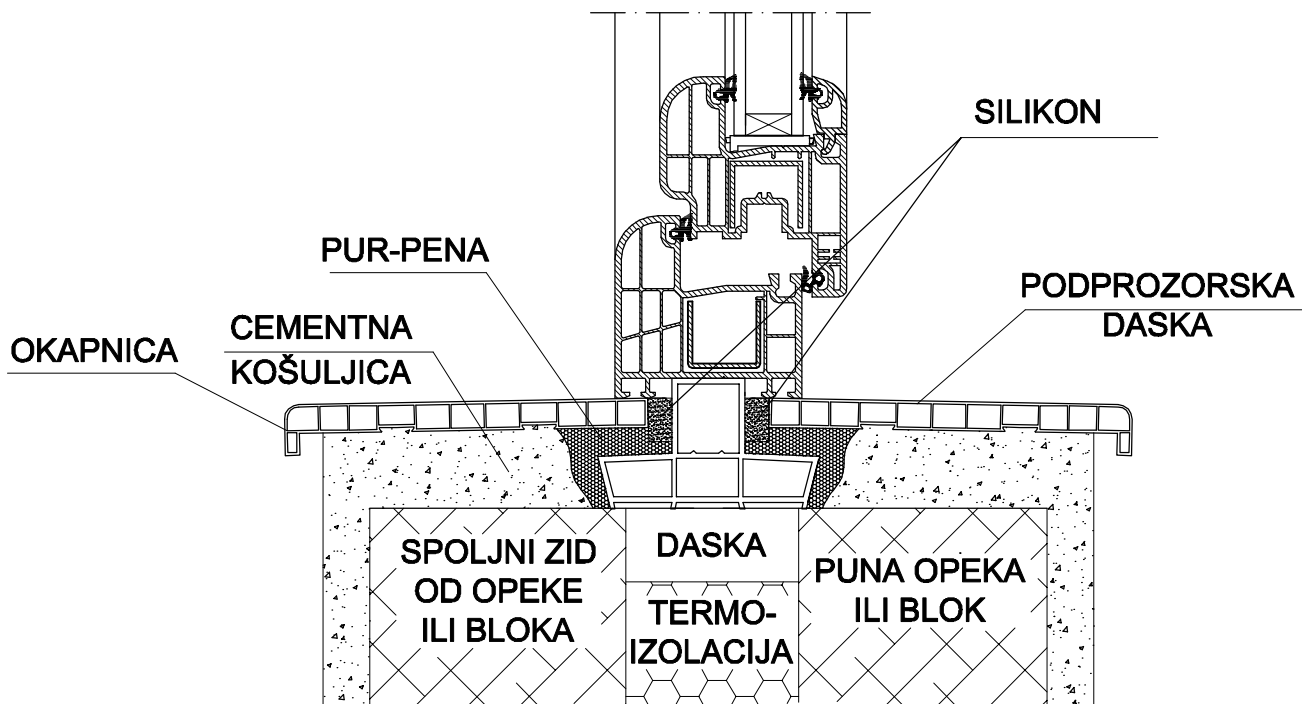 SILIKON
PUR-PENA
PODPROZORSKA
DASKA
CEMENTNA
KOŠULJICA
OKAPNICA
SPOLJNI ZID
OD OPEKE
ILI BLOKA
DASKA
TERMO-
IZOLACIJA
PUNA OPEKA
ILI BLOK